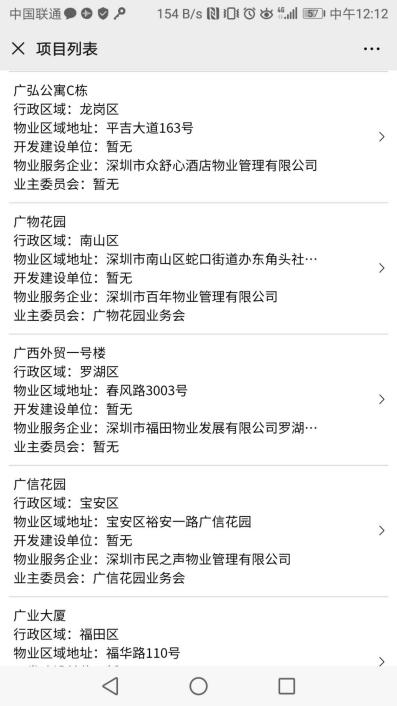 中国联通 154 B/s 57 中午12:12
项目列表
广弘公寓C栋
行政区域：龙岗区
物业区域地址：平吉大道163号
开发建设单位：暂无
物业服务企业：深圳市众舒心酒店物业管理有限公司
业主委员会：暂无
广物花园
行政区域：南山区
物业区域地址：深圳市南山区蛇口街道办东角头社…
开发建设单位：暂无
物业服务企业：深圳市百年物业管理有限公司
业主委员会：广物花园业务会
广西外贸一号楼
行政区域：罗湖区
物业区域地址：春风路3003号
开发建设单位：暂无
物业服务企业：深圳市福田物业发展有限公司罗湖…
业主委员会：暂无
广信花园
行政区域：宝安区
物业区域地址：宝安区裕安一路广信花园
开发建设单位：暂无
物业服务企业：深圳市民之声物业管理有限公司
业主委员会：广信花园业务会
广业大厦
行政区域：福田区
物业区域地址：福华路110号